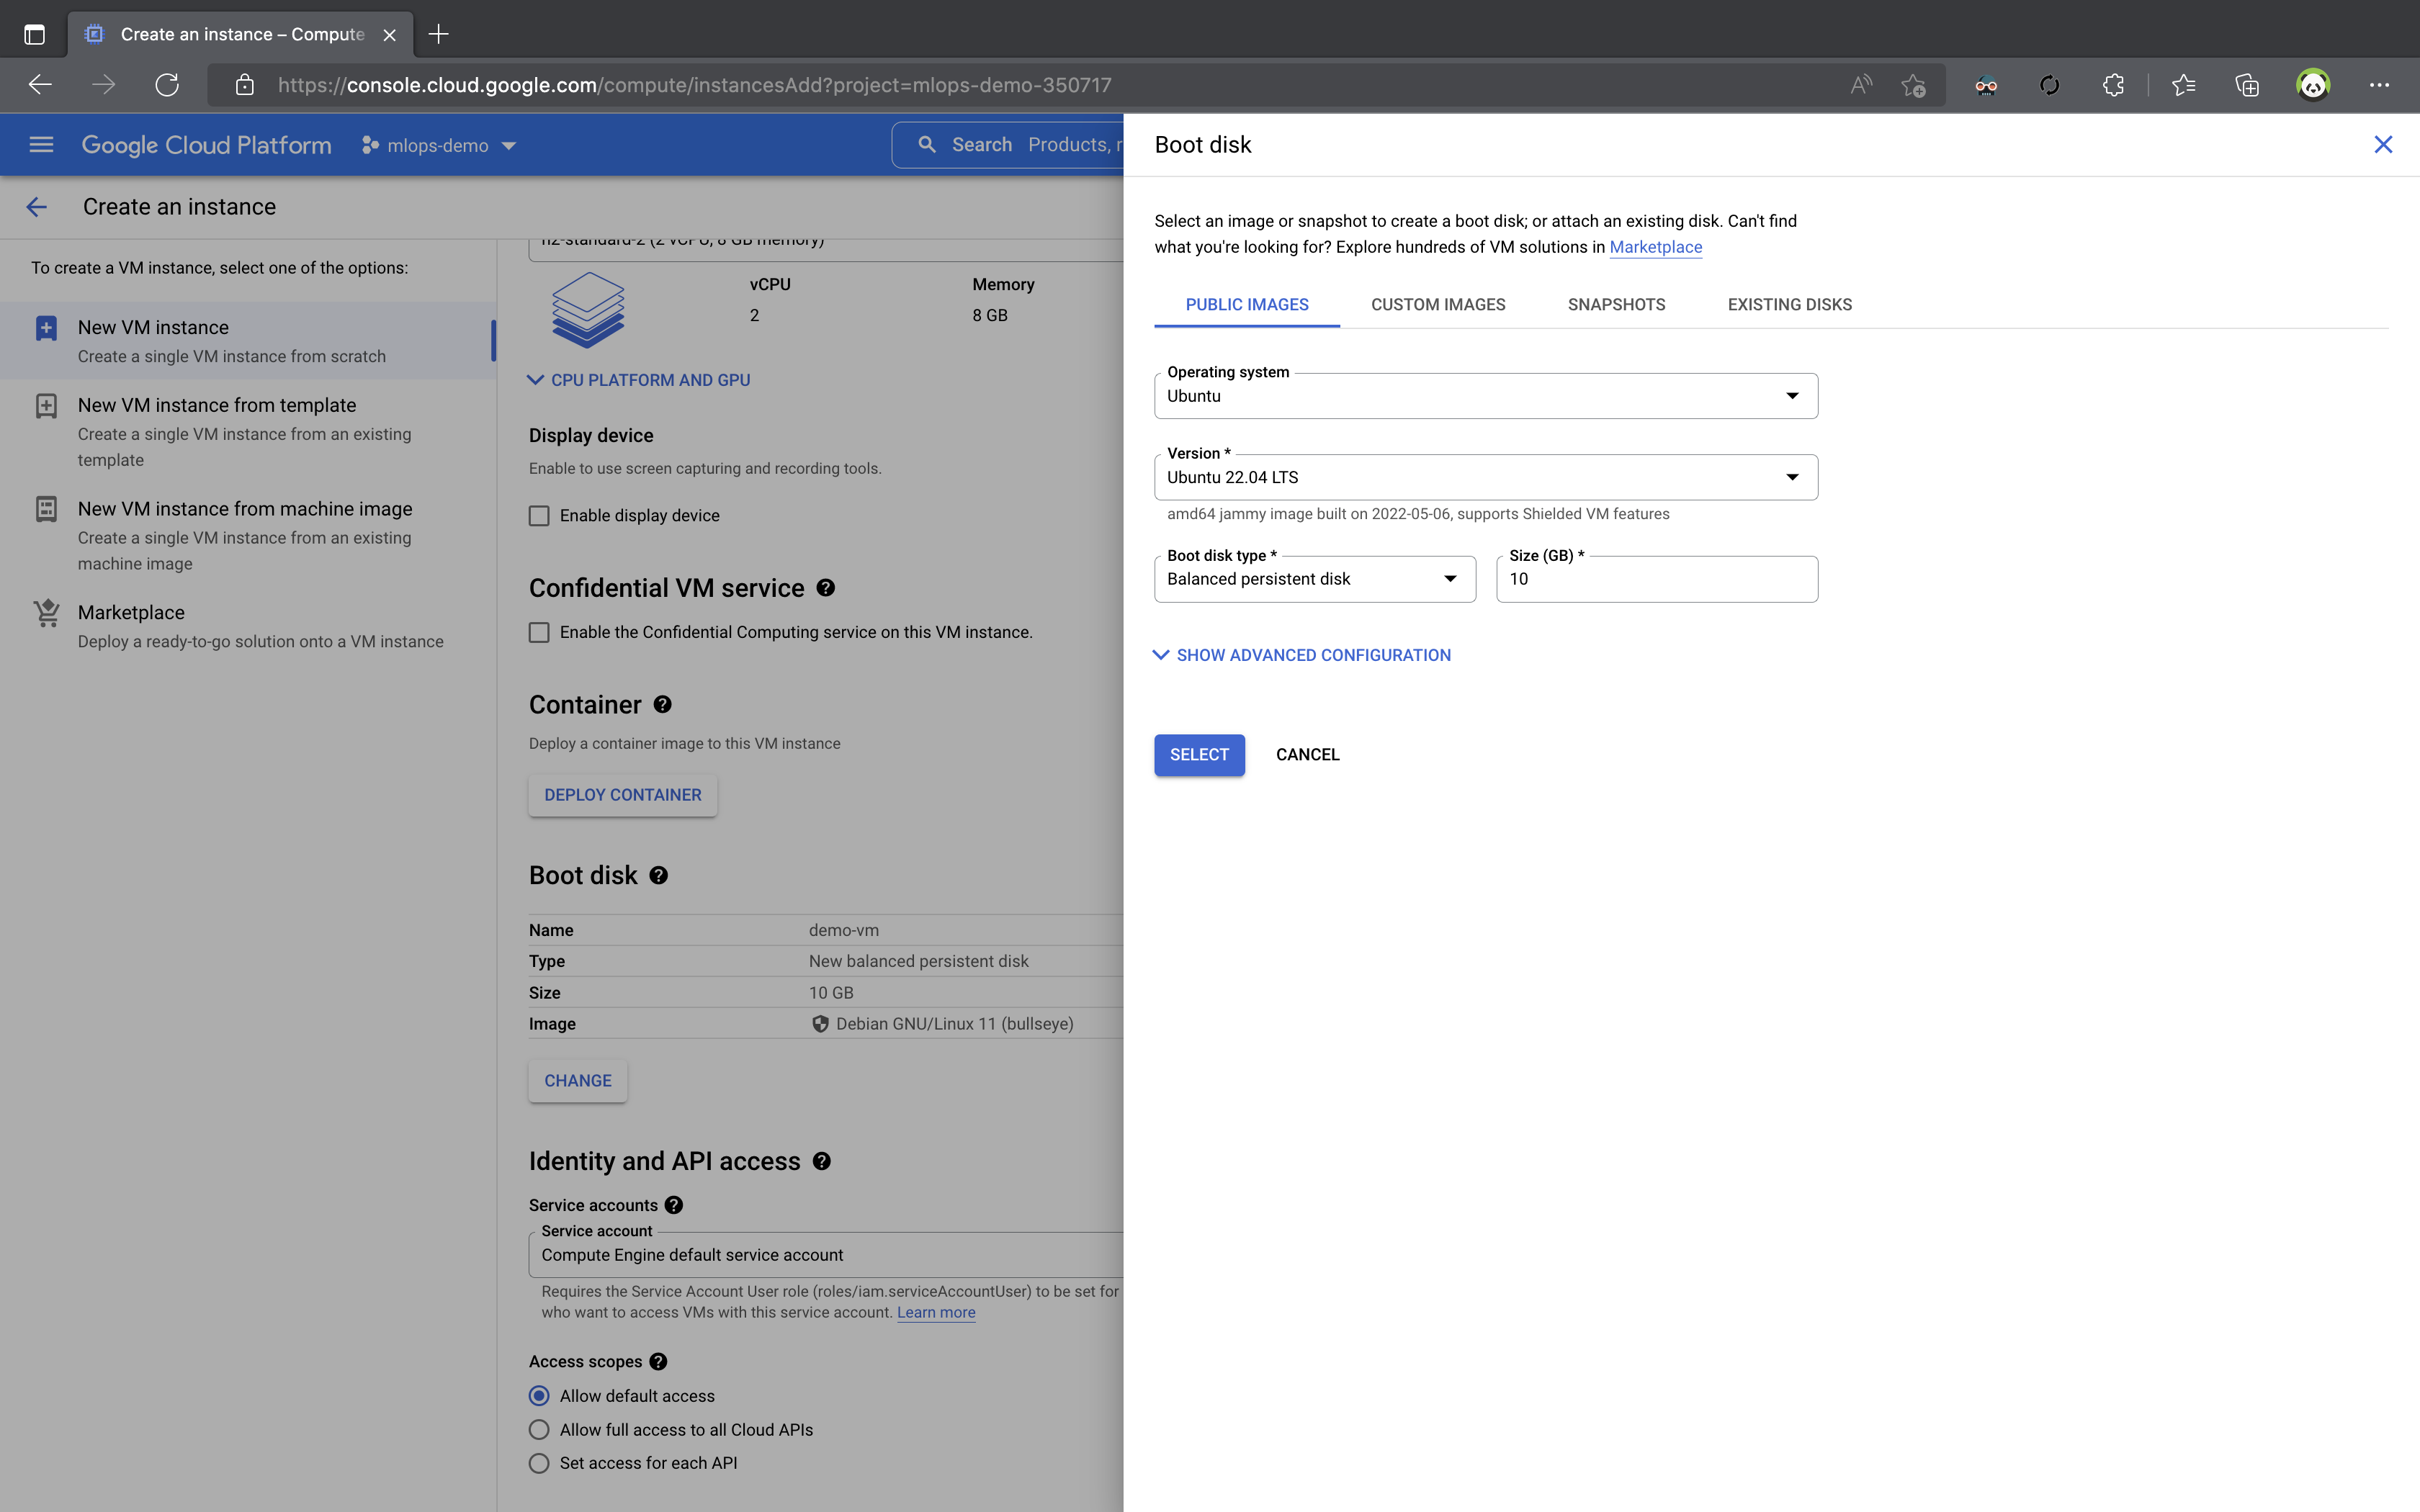 Create an instance – Compute
https://console.cloud.google.com/compute/instancesAdd?project=mlops-demo-350717
Google Cloud Platform
mlops-demo
Search Products, r
Create an instance
To create a VM instance, select one of the options:
New VM instance
Create a single VM instance from scratch
New VM instance from template
Create a single VM instance from an existing
template
New VM instance from machine image
Create a single VM instance from an existing
machine image
Marketplace
Deploy a ready-to-go solution onto a VM instance
n2-standard-2 (2 vCPU, 8 GB memory)
vCPU
Memory
2
8 GB
CPU PLATFORM AND GPU
Display device
Enable to use screen capturing and recording tools.
Enable display device
Confidential VM service
Enable the Confidential Computing service on this VM instance.
Container
Deploy a container image to this VM instance
DEPLOY CONTAINER
Boot disk
Name demo-vm
Type New balanced persistent disk
Size 10 GB
Image Debian GNU/Linux 11 (bullseye)
CHANGE
Identity and API access
Service accounts
Service account
Compute Engine default service account
Requires the Service Account User role (roles/iam.serviceAccountUser) to be set for
who want to access VMs with this service account. Learn more
Access scopes
Allow default access
Allow full access to all Cloud APIs
Set access for each API
Boot disk
Select an image or snapshot to create a boot disk; or attach an existing disk. Can't find
what you're looking for? Explore hundreds of VM solutions in Marketplace
PUBLIC IMAGES CUSTOM IMAGES SNAPSHOTS EXISTING DISKS
Operating system
Ubuntu
Version *
Ubuntu 22.04 LTS
amd64 jammy image built on 2022-05-06, supports Shielded VM features
Boot disk type *
Balanced persistent disk
Size (GB) *
10
SHOW ADVANCED CONFIGURATION
SELECT CANCEL